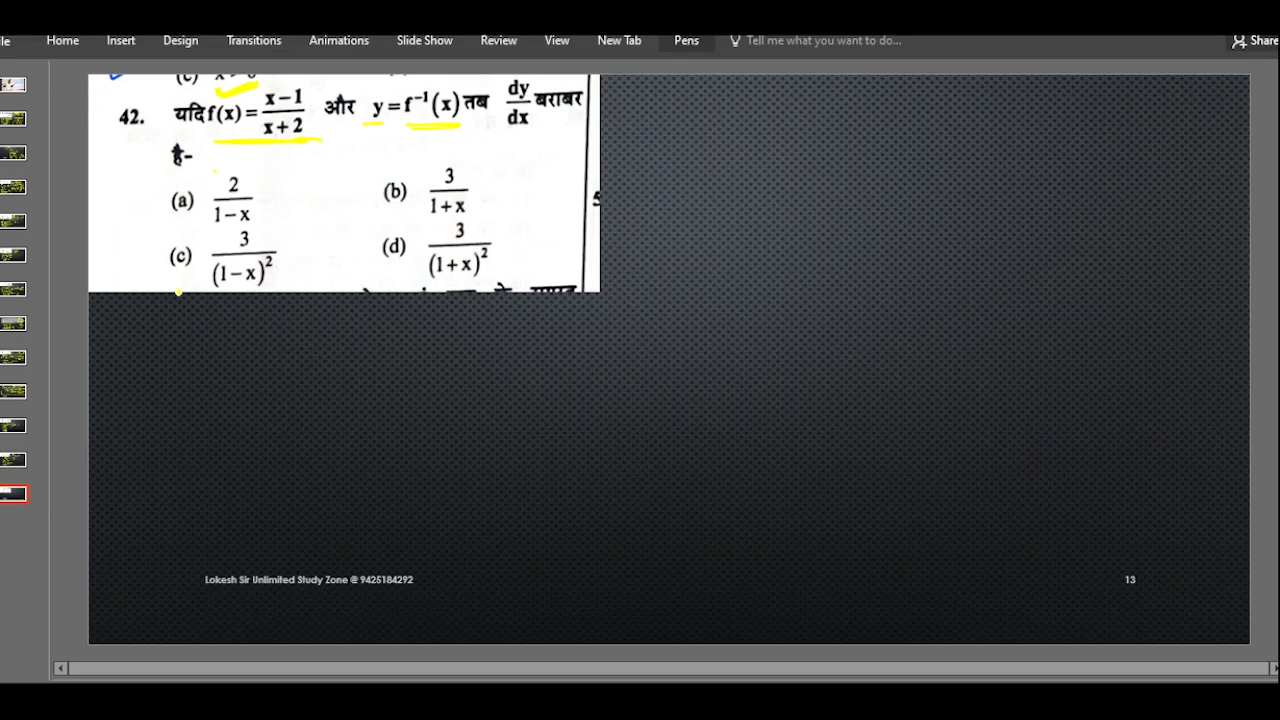 le Home Insert Design Transitions Animations Slide Show Review View New Tab Pens Tell me what you want to do... Share
(c)
42. यदि f(x) = x−1 / x+2 और y = f⁻¹(x) तब dy/dx बराबर
है-
(a) 2 / 1−x (b) 3 / 1+x
(c) 3 / (1−x)² (d) 3 / (1+x)²
Lokesh Sir Unlimited Study Zone @ 9425184292 13